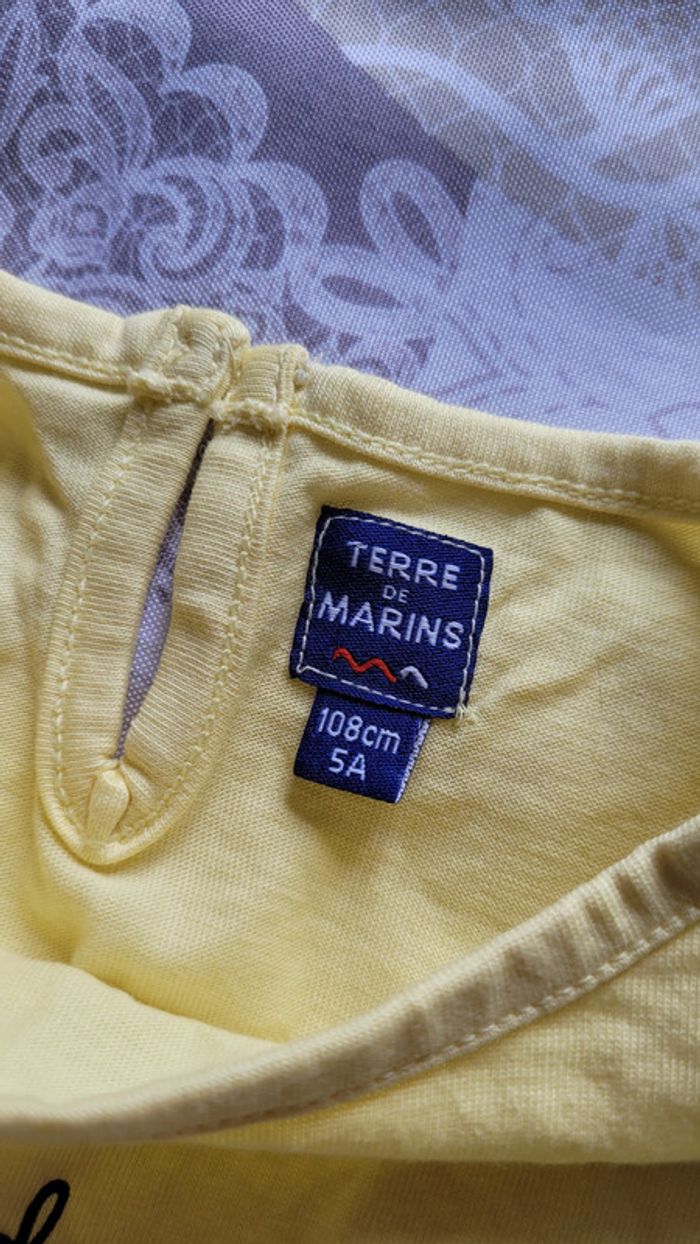 TERRE
DE
MARINS
108cm
5A